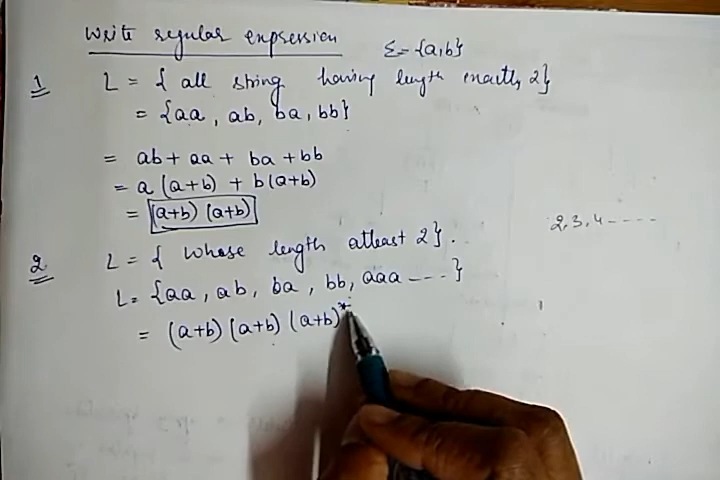 Write regular expression Σ = {a,b}
1 L = { all string having length exactly 2}
= {aa, ab, ba, bb}
= ab + aa + ba + bb
= a (a+b) + b(a+b)
= (a+b) (a+b)
2,3,4 - - - -
2 L = { whose length atleast 2}.
L = {aa, ab, ba, bb, aaa ----}
= (a+b) (a+b) (a+b)*